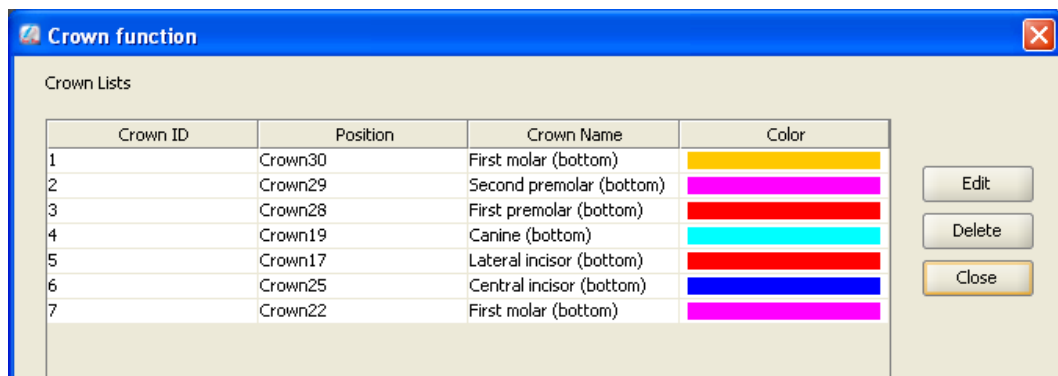 Crown function
Crown Lists
Crown ID Position Crown Name Color
1 Crown30 First molar (bottom)
2 Crown29 Second premolar (bottom)
3 Crown28 First premolar (bottom)
4 Crown19 Canine (bottom)
5 Crown17 Lateral incisor (bottom)
6 Crown25 Central incisor (bottom)
7 Crown22 First molar (bottom)
Edit
Delete
Close